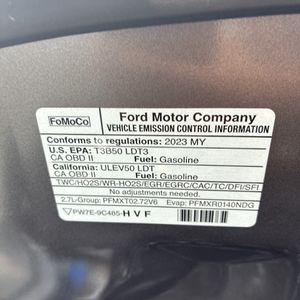 FoMoCo
Ford Motor Company
VEHICLE EMISSION CONTROL INFORMATION
Conforms to regulations: 2023 MY
U.S. EPA: T3B50 LDT3
CA OBD II Fuel: Gasoline
California: ULEV50 LDT
CA OBD II Fuel: Gasoline
TWC/HO2S/WR-HO2S/EGR/EGRC/CAC/TC/DFI/SFI
No adjustments needed.
2.7L-Group: PFMXT02.72V6 Evap: PFMXR0140NDG
PW7E-9C485-HVF